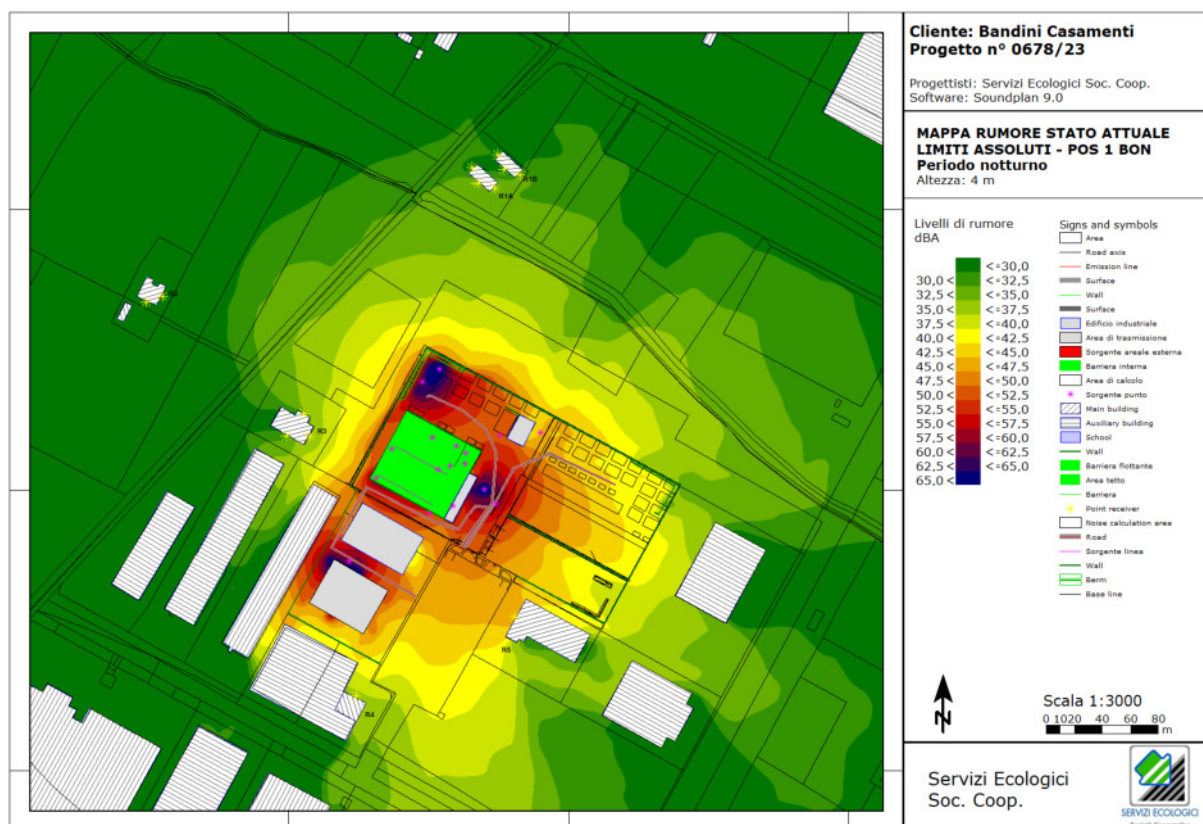 Cliente: Bandini Casamenti
Progetto n° 0678/23
Progettisti: Servizi Ecologici Soc. Coop.
Software: Soundplan 9.0
MAPPA RUMORE STATO ATTUALE
LIMITI ASSOLUTI - POS 1 BON
Periodo notturno
Altezza: 4 m
Livelli di rumore
dBA
<=30,0
30,0 < <=32,5
32,5 < <=35,0
35,0 < <=37,5
37,5 < <=40,0
40,0 < <=42,5
42,5 < <=45,0
45,0 < <=47,5
47,5 < <=50,0
50,0 < <=52,5
52,5 < <=55,0
55,0 < <=57,5
57,5 < <=60,0
60,0 < <=62,5
62,5 < <=65,0
65,0 <
Signs and symbols
Area
Road axis
Emission line
Surface
Wall
Surface
Edificio industriale
Area di trasmissione
Sorgente areale esterna
Barriera interna
Area di calcolo
Sorgente punto
Main building
Auxiliary building
School
Wall
Barriera flottante
Area tetto
Barriera
Point receiver
Noise calculation area
Road
Sorgente linea
Wall
Berm
Base line
R1B
R1A
R2
R3
R5
R4
N
Scala 1:3000
0 1020 40 60 80
m
Servizi Ecologici
Soc. Coop.
SERVIZI ECOLOGICI